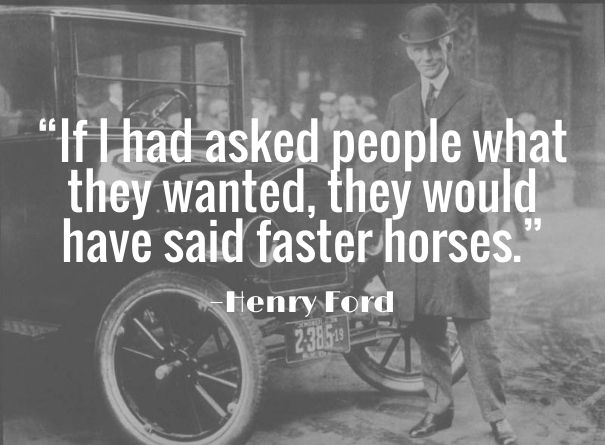 “If I had asked people what
they wanted, they would
have said faster horses.”
-Henry Ford